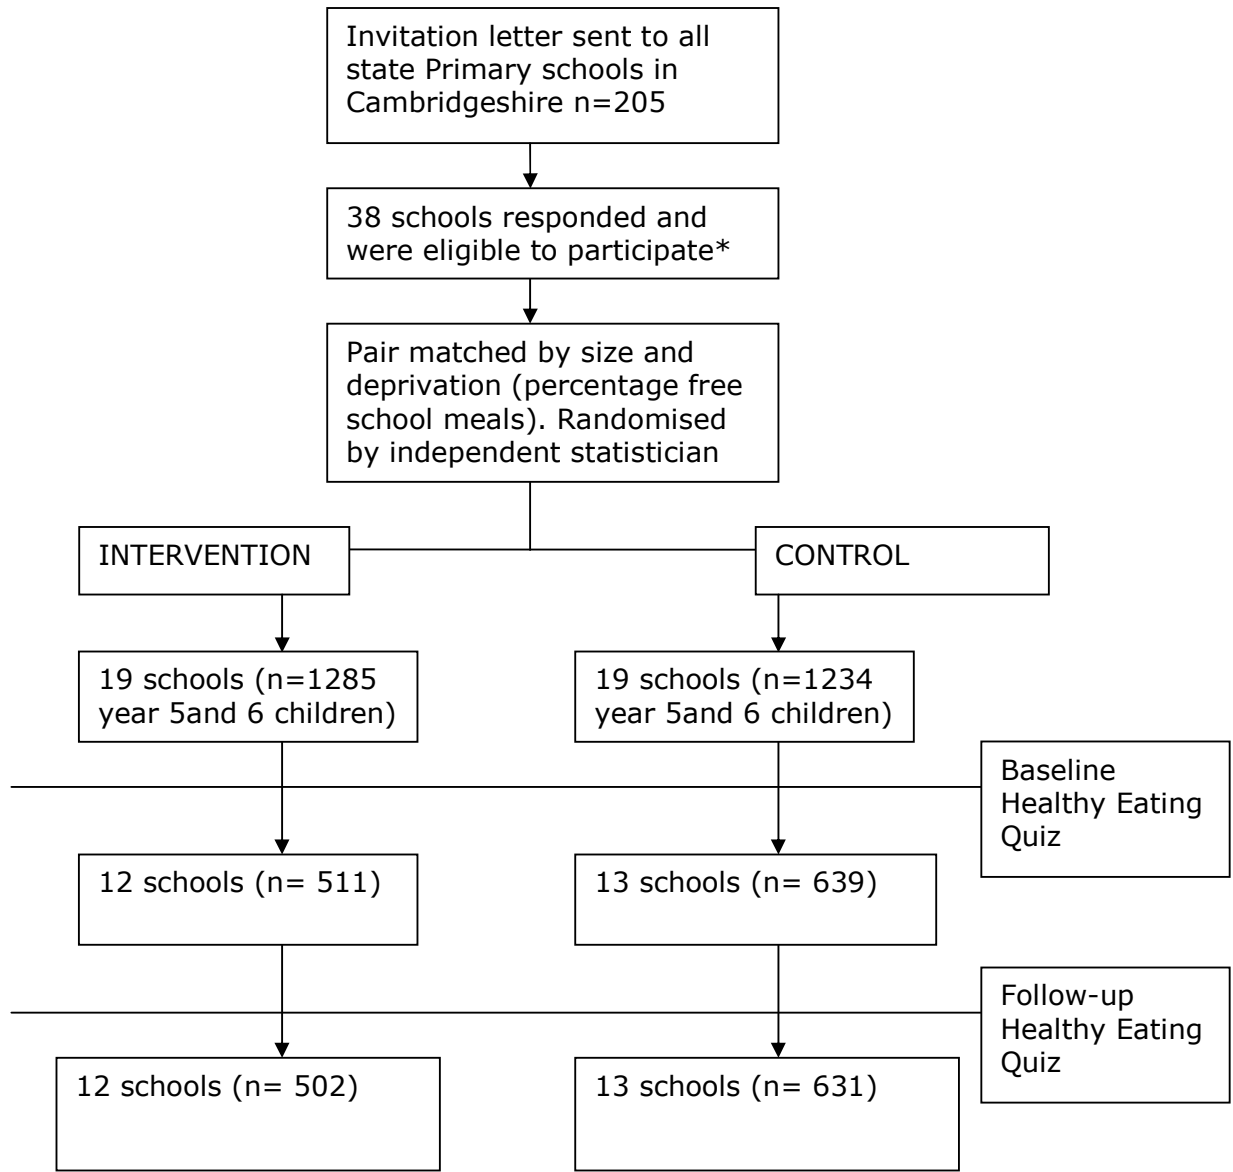 Invitation letter sent to all
state Primary schools in
Cambridgeshire n=205
38 schools responded and
were eligible to participate*
Pair matched by size and
deprivation (percentage free
school meals). Randomised
by independent statistician
INTERVENTION
CONTROL
19 schools (n=1285
year 5and 6 children)
19 schools (n=1234
year 5and 6 children)
Baseline
Healthy Eating
Quiz
12 schools (n= 511)
13 schools (n= 639)
Follow-up
Healthy Eating
Quiz
12 schools (n= 502)
13 schools (n= 631)